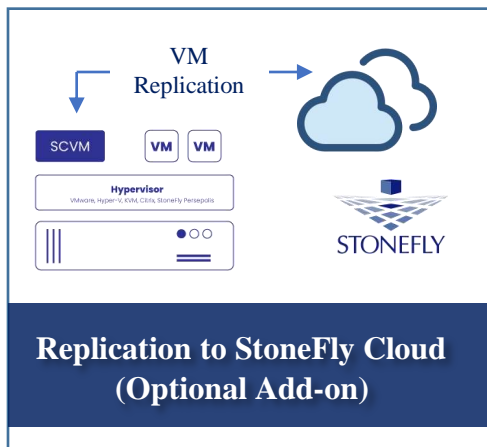 VM
Replication
SCVM
VM VM
Hypervisor
VMware, Hyper-V, KVM, Citrix, StoneFly Persepolis
STONEFLY
Replication to StoneFly Cloud
(Optional Add-on)